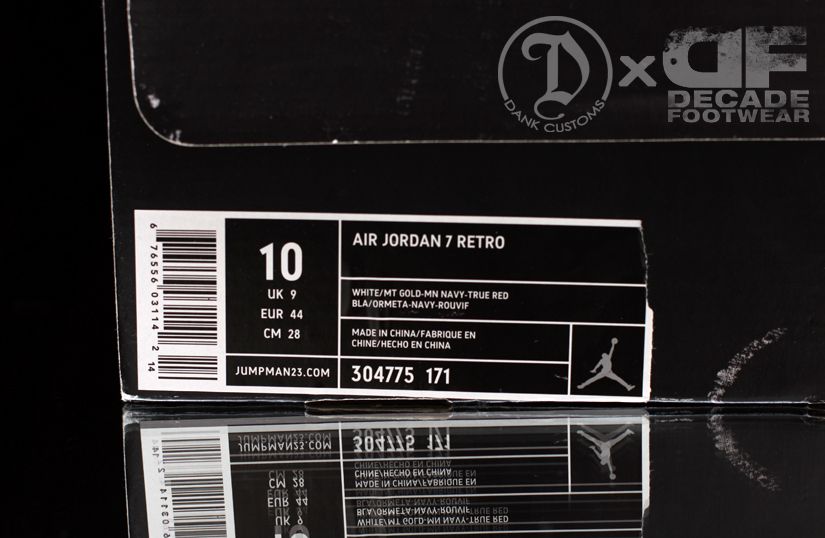 D
DANK CUSTOMS
x
DF
DECADE
FOOTWEAR
6 76556 03114 2 14
10
UK 9
EUR 44
CM 28
JUMPMAN23.COM
AIR JORDAN 7 RETRO
WHITE/MT GOLD-MN NAVY-TRUE RED
BLA/ORMETA-NAVY-ROUVIF
MADE IN CHINA/FABRIQUE EN
CHINE/HECHO EN CHINA
304775 171